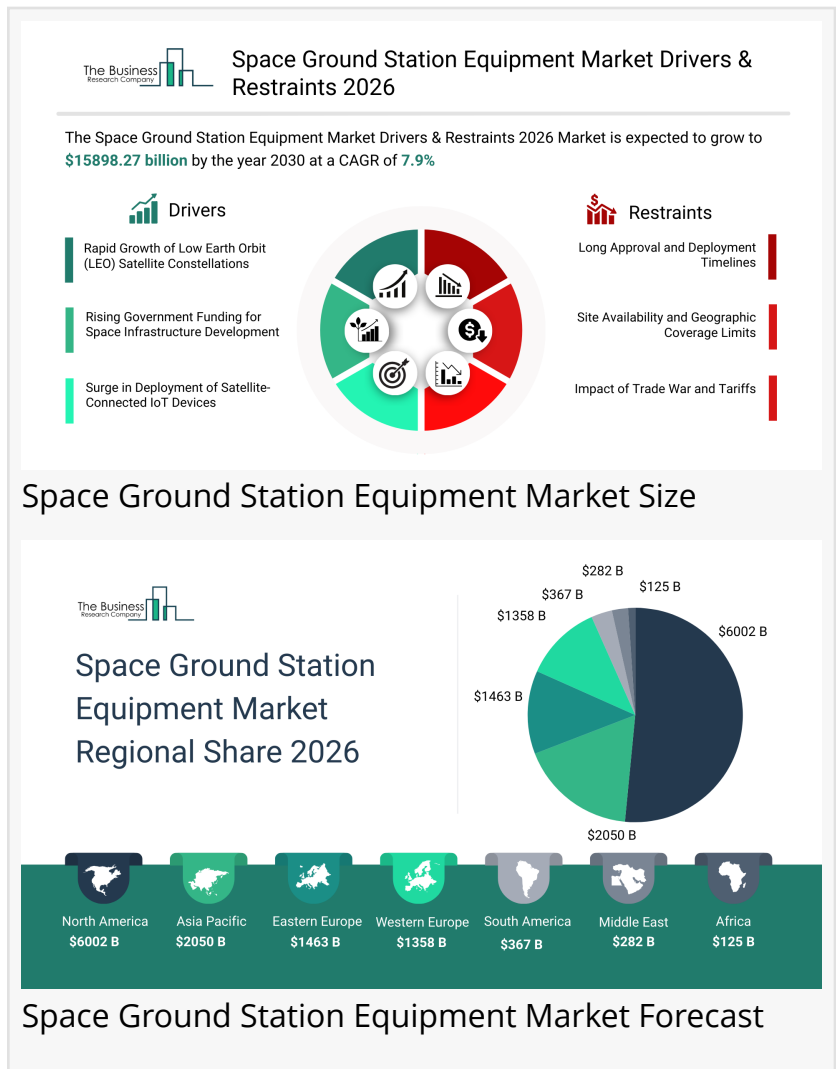 The Business
Research Company
Space Ground Station Equipment Market Drivers &
Restraints 2026
The Space Ground Station Equipment Market Drivers & Restraints 2026 Market is expected to grow to
$15898.27 billion by the year 2030 at a CAGR of 7.9%
Drivers
Rapid Growth of Low Earth Orbit
(LEO) Satellite Constellations
Rising Government Funding for
Space Infrastructure Development
Surge in Deployment of Satellite-
Connected IoT Devices
$
Restraints
Long Approval and Deployment
Timelines
Site Availability and Geographic
Coverage Limits
Impact of Trade War and Tariffs
$
Space Ground Station Equipment Market Size
The Business
Research Company
Space Ground Station
Equipment Market
Regional Share 2026
$282 B
$125 B
$367 B
$1358 B
$6002 B
$1463 B
$2050 B
North America
$6002 B
Asia Pacific
$2050 B
Eastern Europe
$1463 B
Western Europe
$1358 B
South America
$367 B
Middle East
$282 B
Africa
$125 B
Space Ground Station Equipment Market Forecast